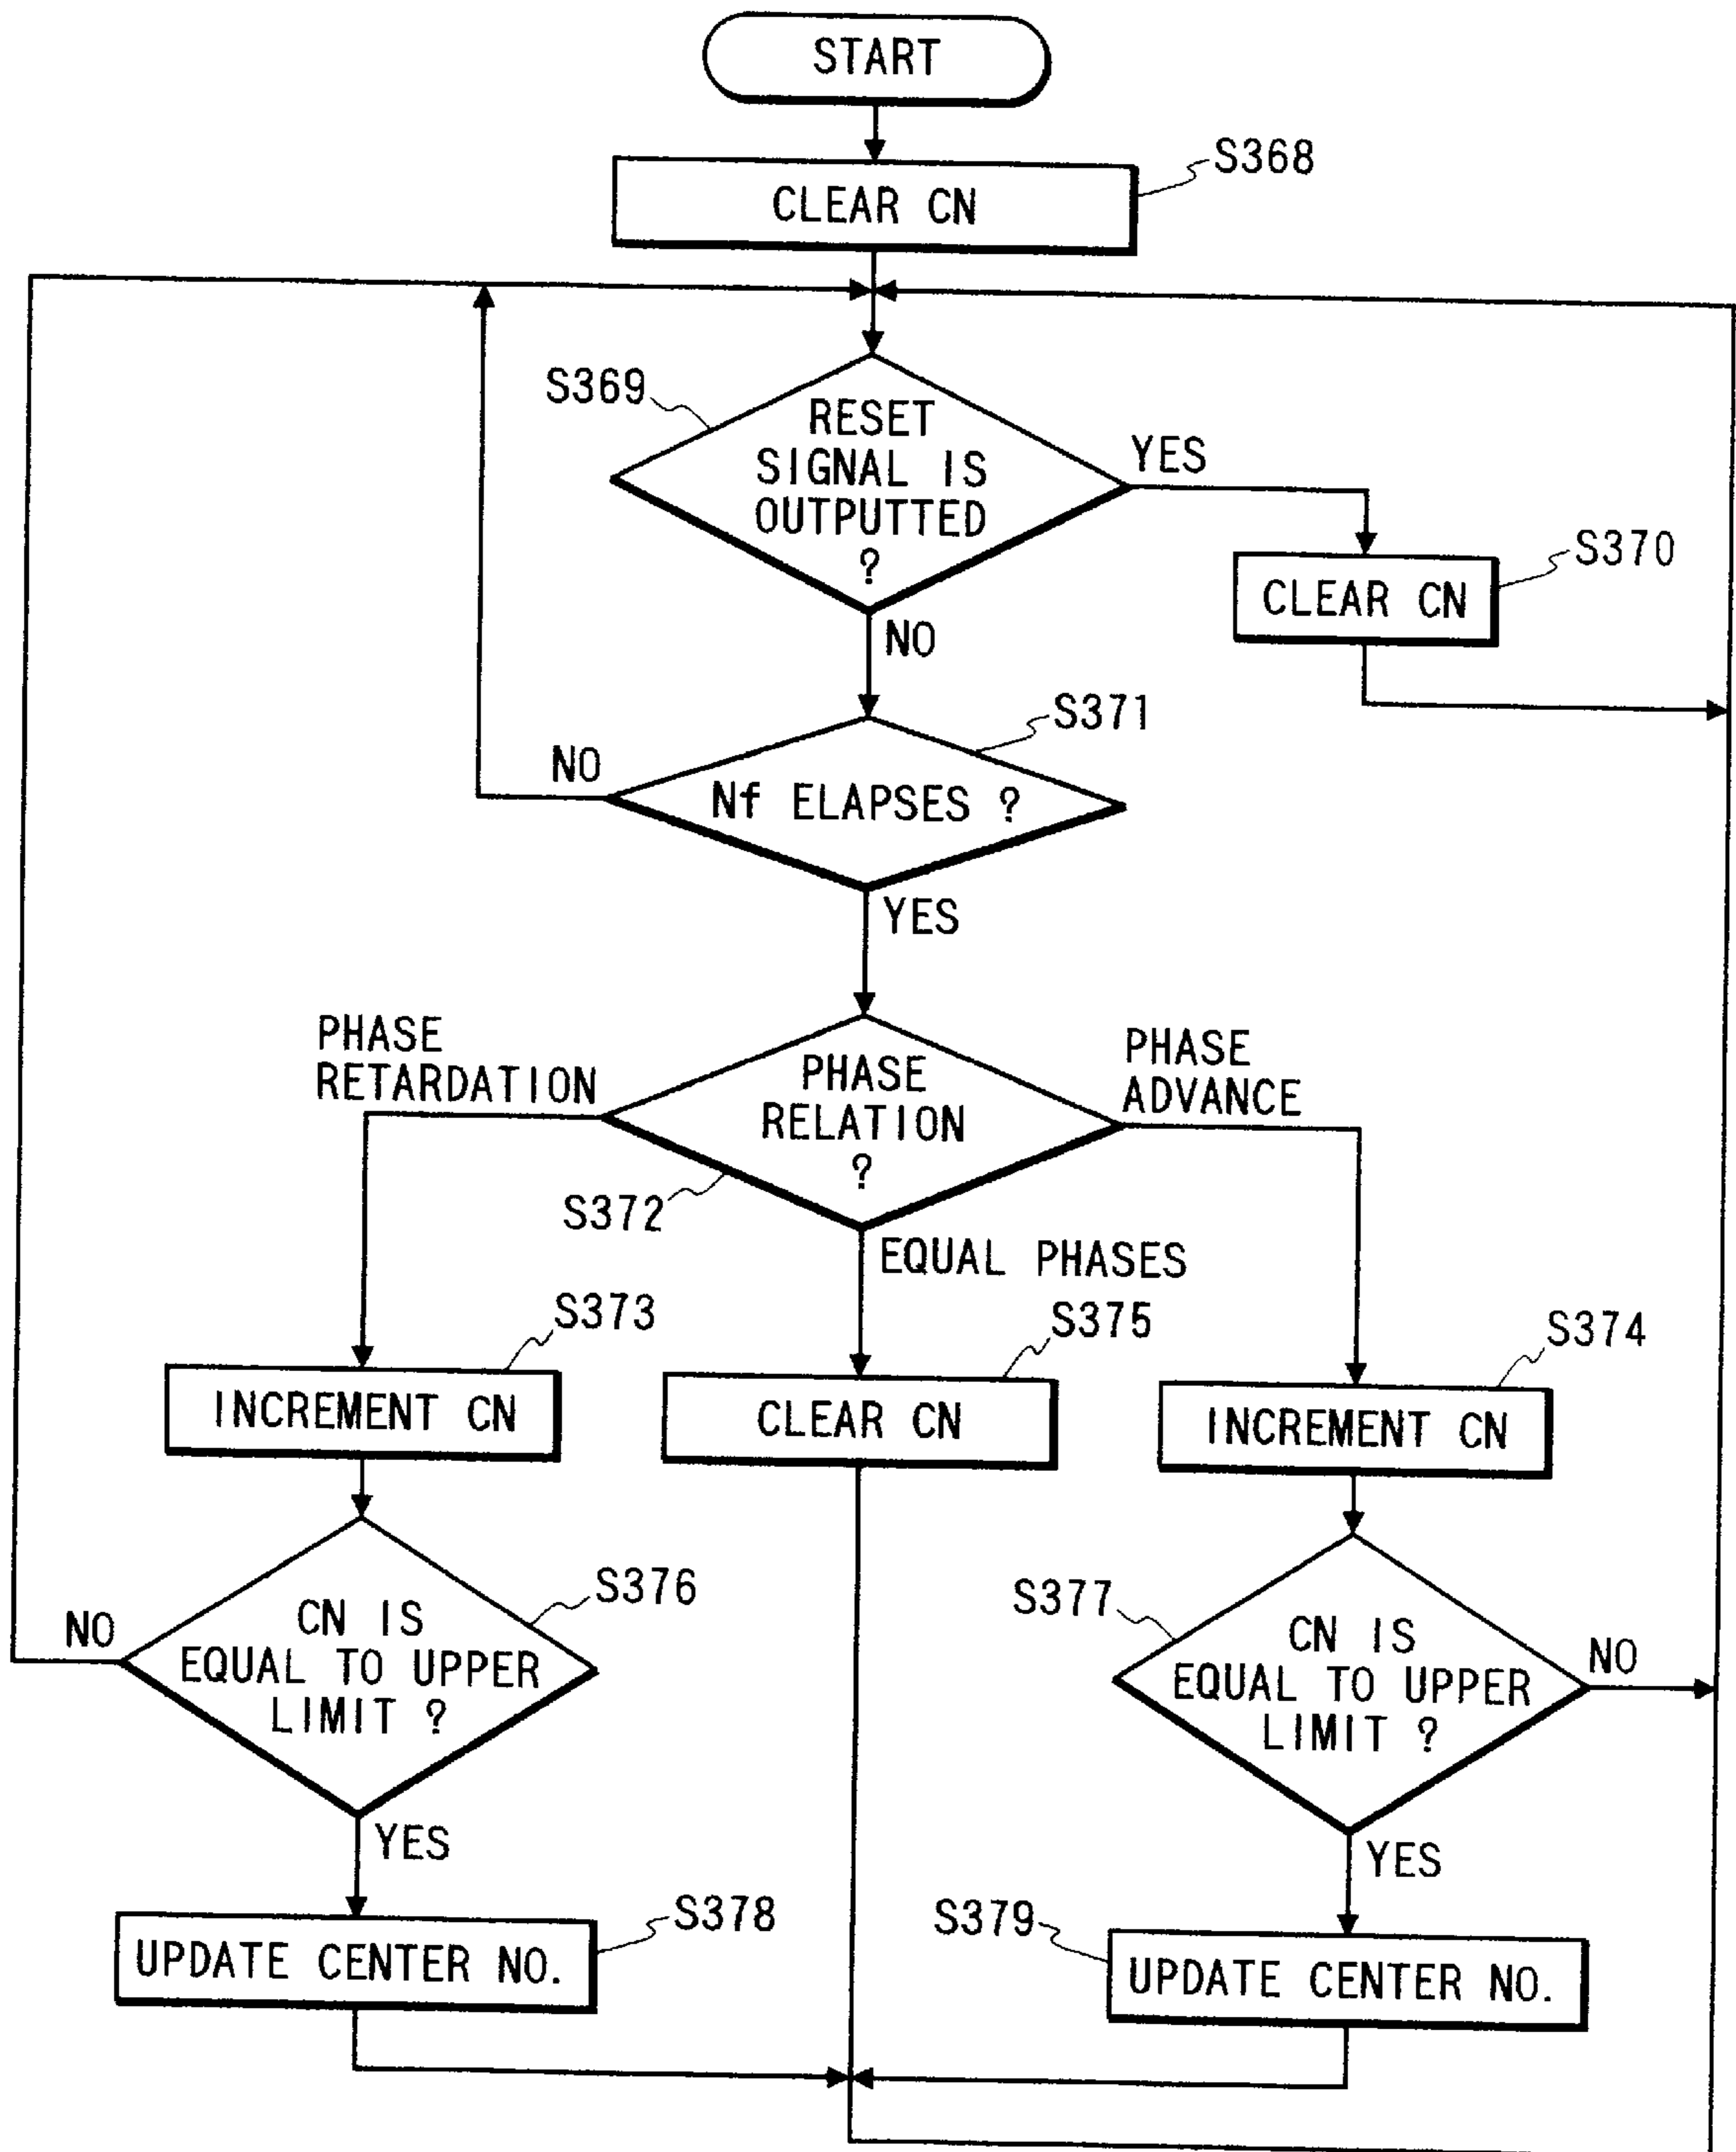 START
S368
CLEAR CN
S369
RESET
SIGNAL IS
OUTPUTTED
?
YES
S370
CLEAR CN
NO
S371
NO
Nf ELAPSES ?
YES
PHASE
RETARDATION
PHASE
RELATION
?
PHASE
ADVANCE
S372
EQUAL PHASES
S373
S375
S374
INCREMENT CN
CLEAR CN
INCREMENT CN
S376
NO
CN IS
EQUAL TO UPPER
LIMIT ?
S377
CN IS
EQUAL TO UPPER
LIMIT ?
NO
YES
YES
S378
UPDATE CENTER NO.
S379
UPDATE CENTER NO.